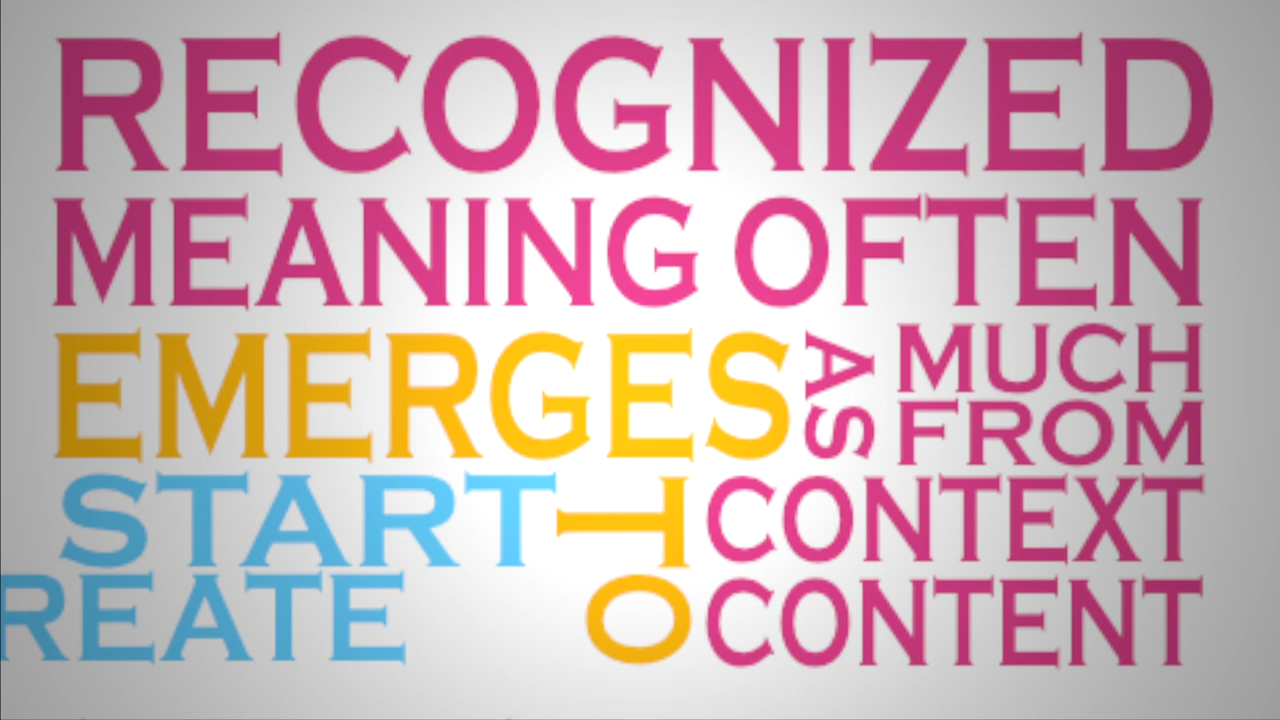 RECOGNIZED
MEANING OFTEN
EMERGES AS MUCH
FROM
START TO CONTEXT
REATE CONTENT